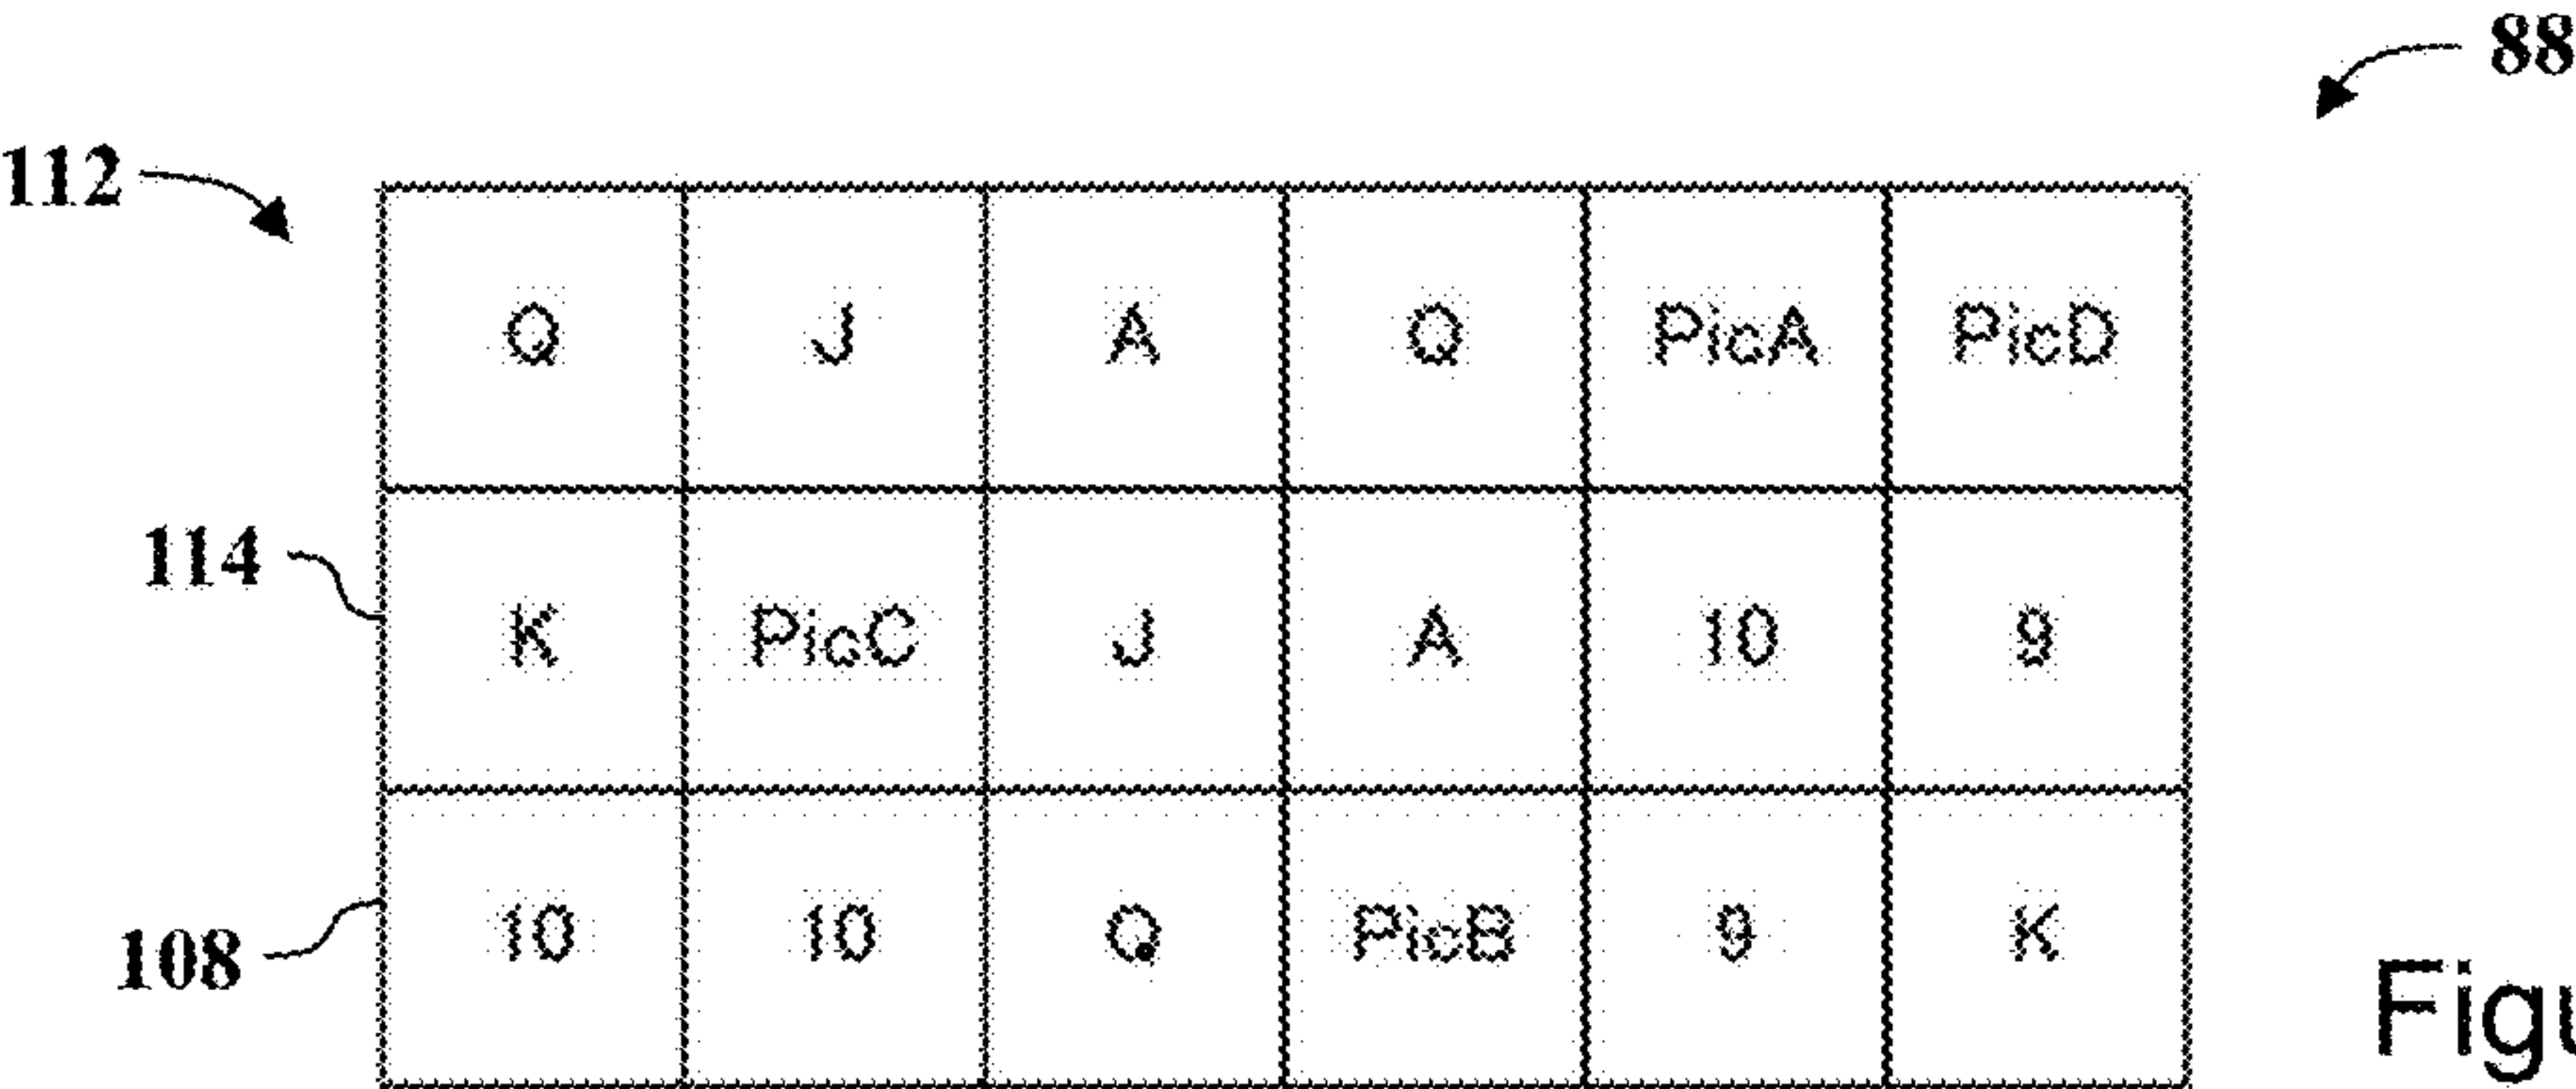 88
112
Q J A Q PicA PicD
114
K PicC J A 10 9
108
10 10 Q PicB 9 K